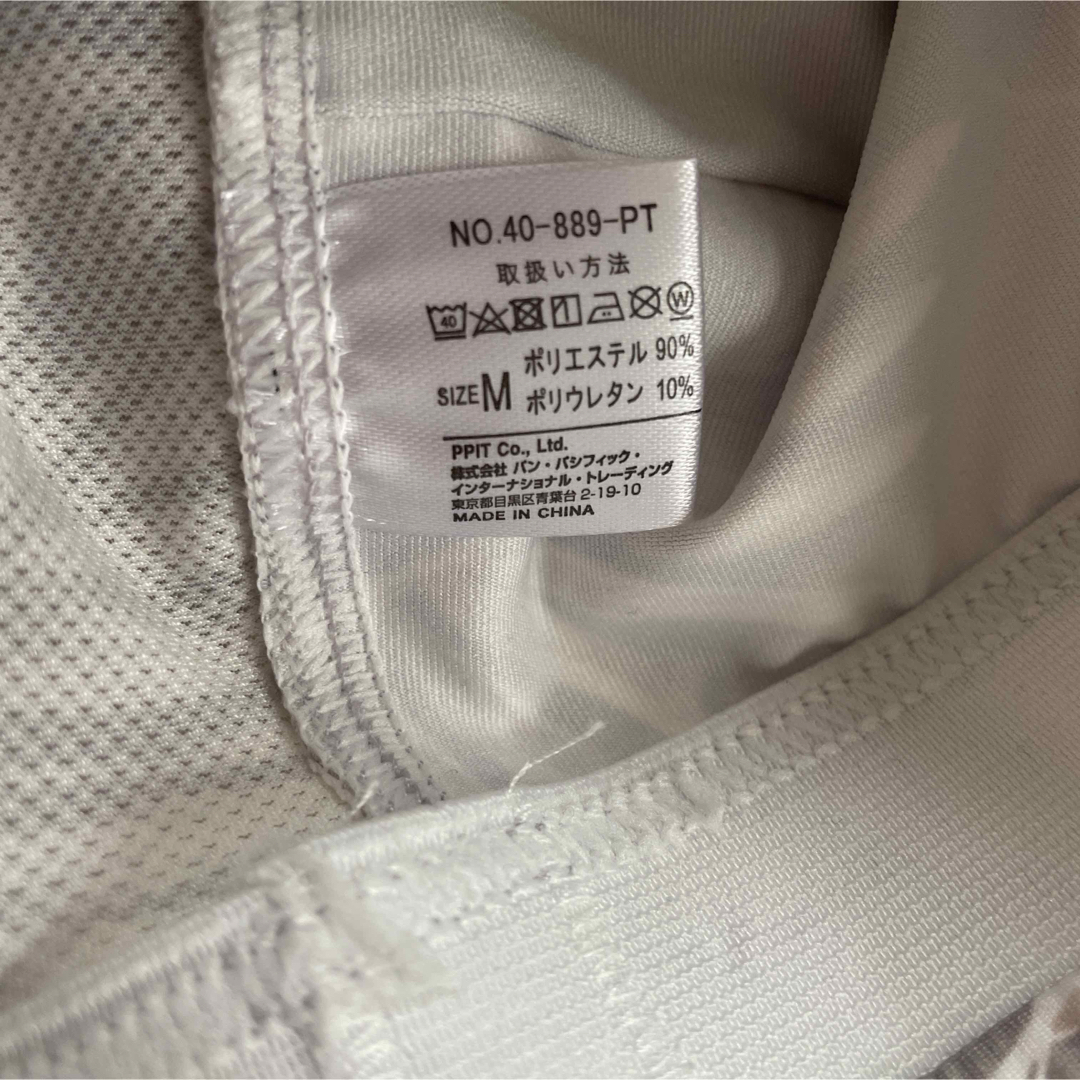 NO.40-889-PT
取扱い方法
40 W
ポリエステル 90%
SIZE M ポリウレタン 10%
PPIT Co., Ltd.
株式会社 パン・パシフィック・
インターナショナル・トレーディング
東京都目黒区青葉台 2-19-10
MADE IN CHINA